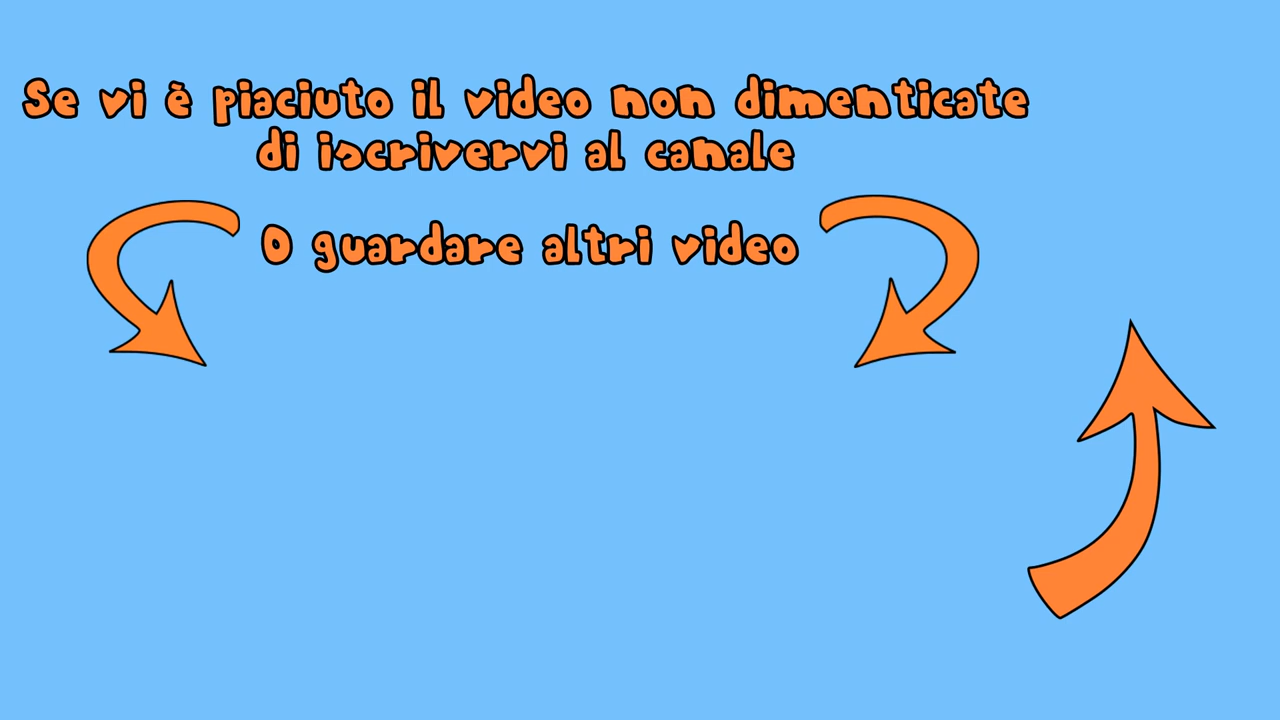 Se vi è piaciuto il video non dimenticate
di iscrivervi al canale
O guardare altri video